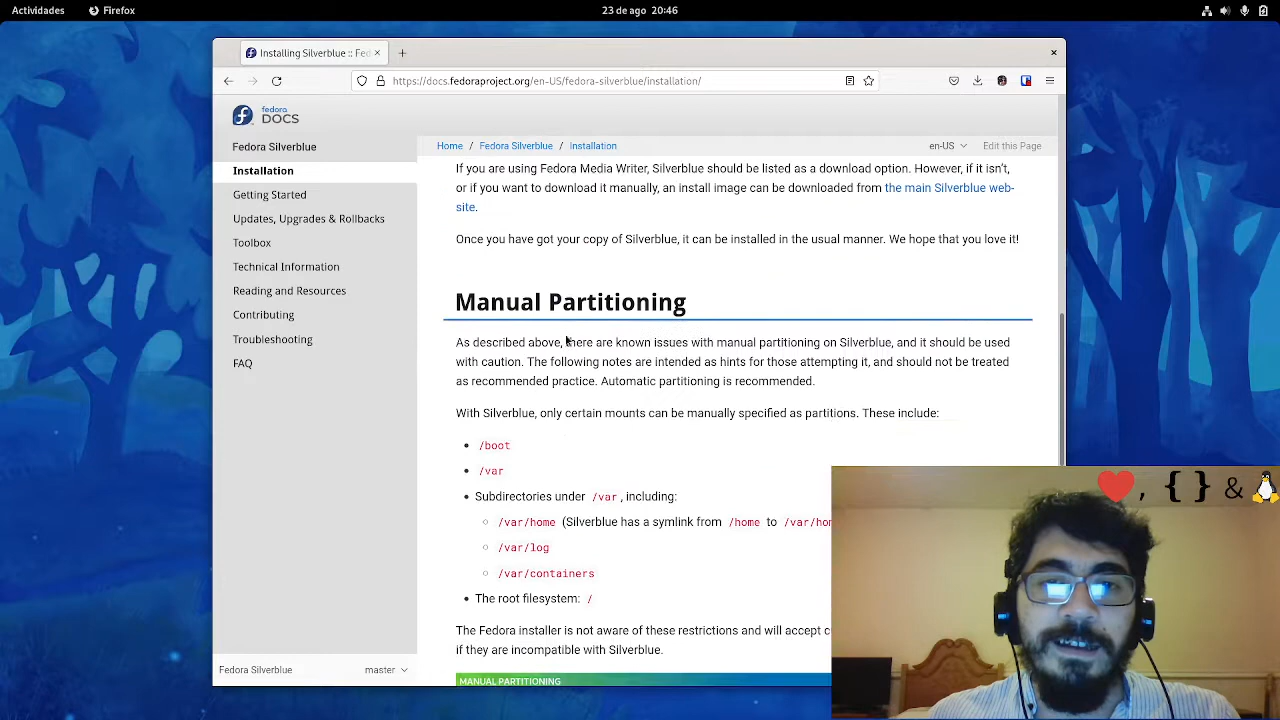 Actividades Firefox 23 de ago 20:46
Installing Silverblue :: Fed
https://docs.fedoraproject.org/en-US/fedora-silverblue/installation/
fedora
DOCS
Fedora Silverblue
Home / Fedora Silverblue / Installation en-US Edit this Page
Installation
Getting Started
Updates, Upgrades & Rollbacks
Toolbox
Technical Information
Reading and Resources
Contributing
Troubleshooting
FAQ
Fedora Silverblue master
If you are using Fedora Media Writer, Silverblue should be listed as a download option. However, if it isn't,
or if you want to download it manually, an install image can be downloaded from the main Silverblue web-
site.
Once you have got your copy of Silverblue, it can be installed in the usual manner. We hope that you love it!
Manual Partitioning
As described above, there are known issues with manual partitioning on Silverblue, and it should be used
with caution. The following notes are intended as hints for those attempting it, and should not be treated
as recommended practice. Automatic partitioning is recommended.
With Silverblue, only certain mounts can be manually specified as partitions. These include:
/boot
/var
Subdirectories under /var, including:
/var/home (Silverblue has a symlink from /home to /var/hom
/var/log
/var/containers
The root filesystem: /
The Fedora installer is not aware of these restrictions and will accept c
if they are incompatible with Silverblue.
MANUAL PARTITIONING
, { } &